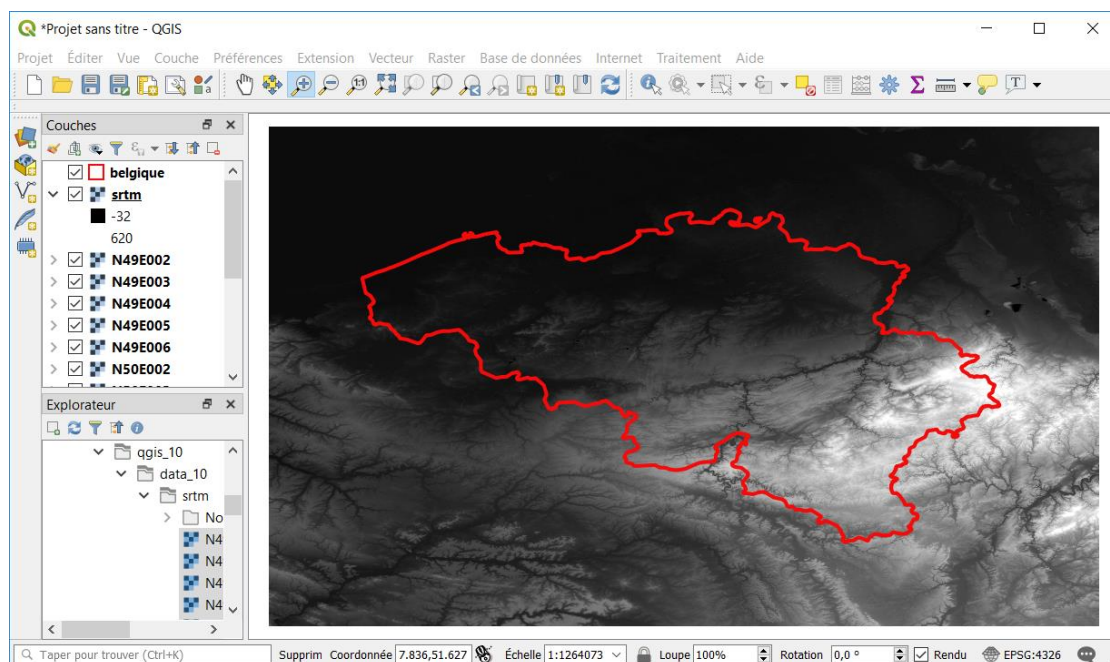 *Projet sans titre - QGIS
Projet Éditer Vue Couche Préférences Extension Vecteur Raster Base de données Internet Traitement Aide
Couches
belgique
srtm
-32
620
N49E002
N49E003
N49E004
N49E005
N49E006
N50E002
Explorateur
qgis_10
data_10
srtm
No
N4
N4
N4
N4
Taper pour trouver (Ctrl+K) Supprim Coordonnée 7.836,51.627 Échelle 1:1264073 Loupe 100% Rotation 0,0 ° Rendu EPSG:4326